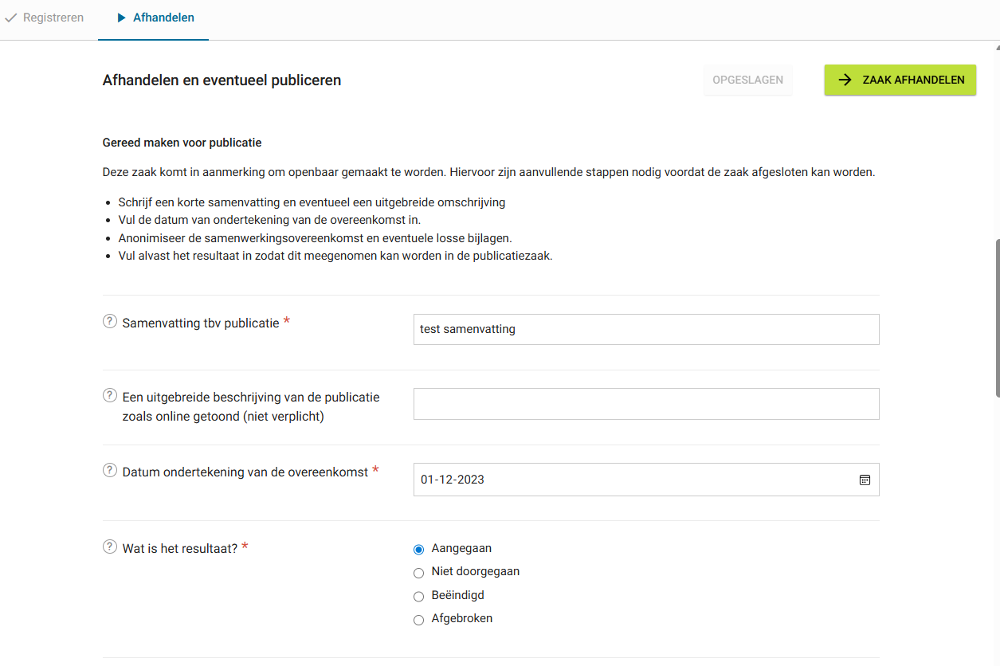 Registreren
Afhandelen
Afhandelen en eventueel publiceren
OPGESLAGEN
ZAAK AFHANDELEN
Gereed maken voor publicatie
Deze zaak komt in aanmerking om openbaar gemaakt te worden. Hiervoor zijn aanvullende stappen nodig voordat de zaak afgesloten kan worden.
• Schrijf een korte samenvatting en eventueel een uitgebreide omschrijving
• Vul de datum van ondertekening van de overeenkomst in.
• Anonimiseer de samenwerkingsovereenkomst en eventuele losse bijlagen.
• Vul alvast het resultaat in zodat dit meegenomen kan worden in de publicatiezaak.
? Samenvatting tbv publicatie *
test samenvatting
? Een uitgebreide beschrijving van de publicatie
zoals online getoond (niet verplicht)
? Datum ondertekening van de overeenkomst *
01-12-2023
? Wat is het resultaat? *
Aangegaan
Niet doorgegaan
Beëindigd
Afgebroken